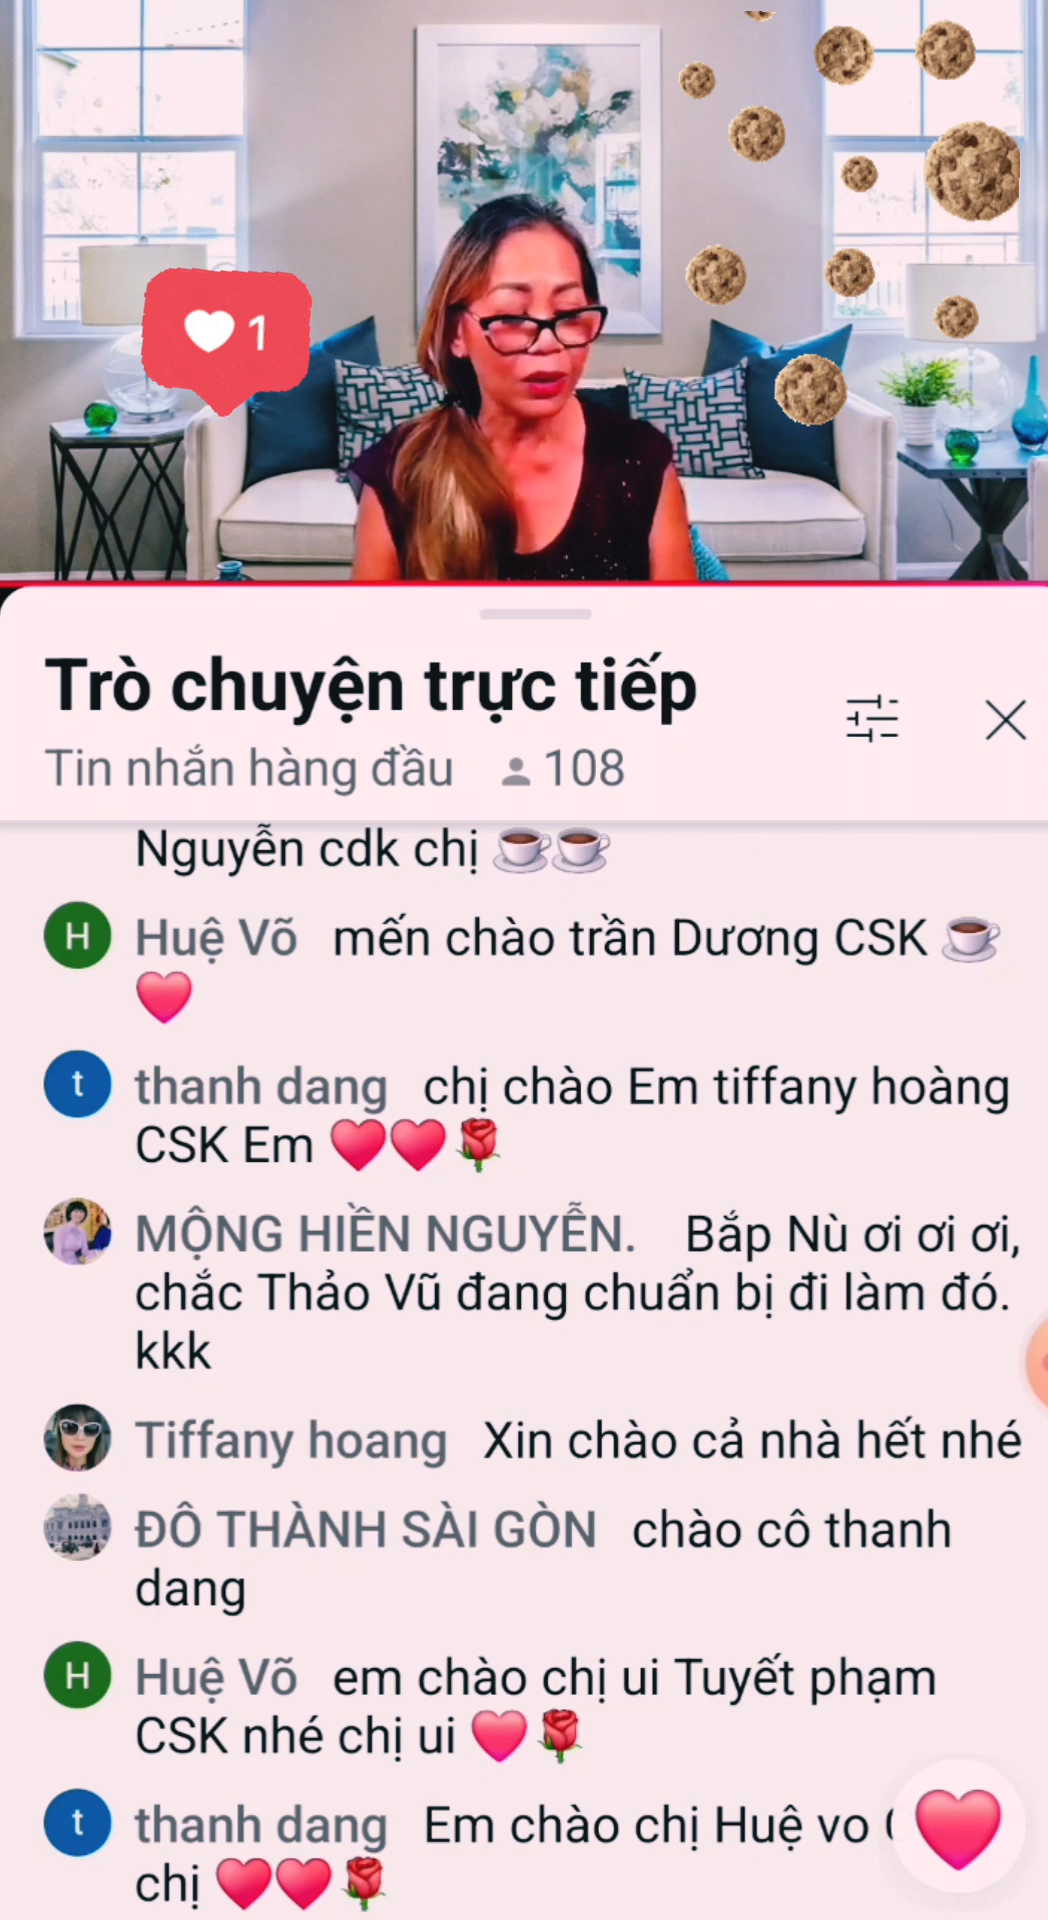 1
Trò chuyện trực tiếp
Tin nhắn hàng đầu 108
Nguyễn cdk chị ☕☕
H Huệ Võ mến chào trần Dương CSK ☕
❤️
t thanh dang chị chào Em tiffany hoàng
CSK Em ❤️❤️🌹
MỘNG HIỀN NGUYỄN. Bắp Nù ơi ơi ơi,
chắc Thảo Vũ đang chuẩn bị đi làm đó.
kkk
Tiffany hoang Xin chào cả nhà hết nhé
ĐÔ THÀNH SÀI GÒN chào cô thanh
dang
H Huệ Võ em chào chị ui Tuyết phạm
CSK nhé chị ui ❤️🌹
t thanh dang Em chào chị Huệ vo
chị ❤️❤️🌹